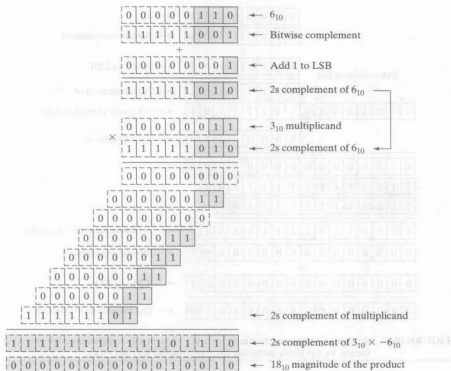 0 0 0 0 0 1 1 0 ← 6₁₀
1 1 1 1 1 0 0 1 ← Bitwise complement
+
0 0 0 0 0 0 0 1 ← Add 1 to LSB
1 1 1 1 1 0 1 0 ← 2s complement of 6₁₀
0 0 0 0 0 0 1 1 ← 3₁₀ multiplicand
× 1 1 1 1 1 0 1 0 ← 2s complement of 6₁₀
0 0 0 0 0 0 0 0
0 0 0 0 0 0 1 1
0 0 0 0 0 0 0 0
0 0 0 0 0 0 1 1
0 0 0 0 0 0 1 1
0 0 0 0 0 0 1 1
0 0 0 0 0 0 1 1
1 1 1 1 1 1 0 1 ← 2s complement of multiplicand
1 1 1 1 1 1 1 1 1 1 1 0 1 1 1 0 ← 2s complement of 3₁₀ × −6₁₀
0 0 0 0 0 0 0 0 0 0 0 1 0 0 1 0 ← 18₁₀ magnitude of the product